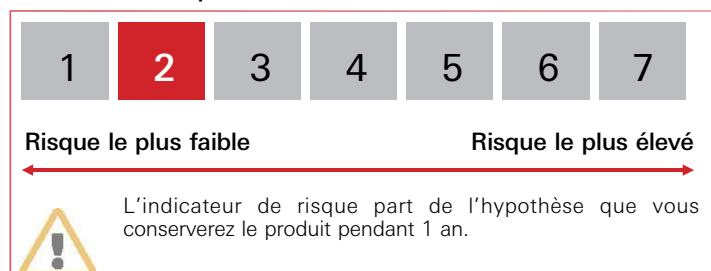 1 2 3 4 5 6 7
Risque le plus faible Risque le plus élevé
L'indicateur de risque part de l'hypothèse que vous
conserverez le produit pendant 1 an.